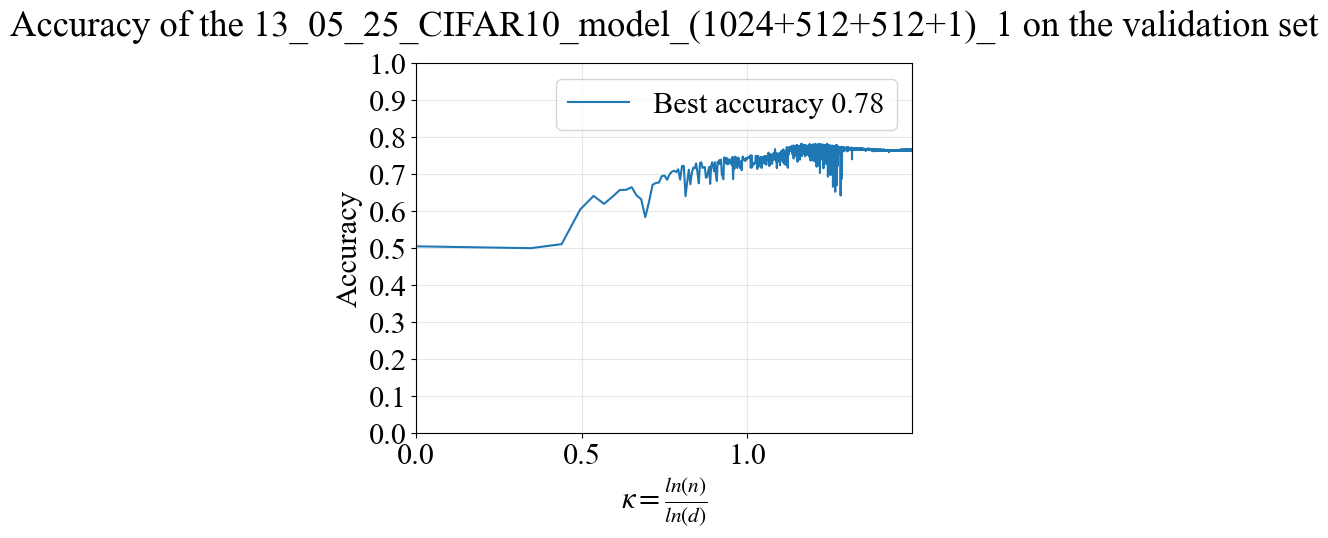 Accuracy of the 13_05_25_CIFAR10_model_(1024+512+512+1)_1 on the validation set
1.0
0.9
0.8
0.7
0.6
0.5
0.4
0.3
0.2
0.1
0.0
Accuracy
Best accuracy 0.78
0.0 0.5 1.0
κ = ln(n) / ln(d)